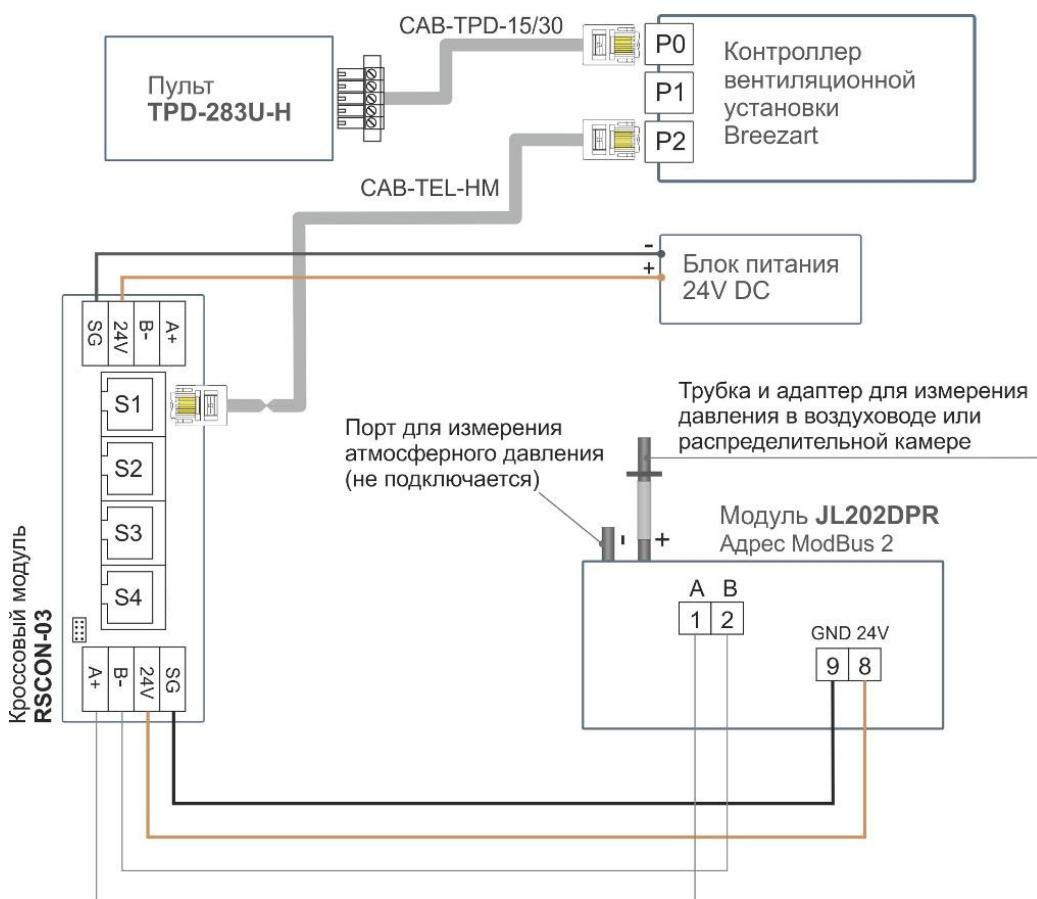 CAB-TPD-15/30
Пульт
TPD-283U-H
P0
P1
P2
Контроллер
вентиляционной
установки
Breezart
CAB-TEL-HM
-
+
Блок питания
24V DC
SG
24V
B-
A+
S1
S2
S3
S4
Кроссовый модуль
RSCON-03
A+
B-
24V
SG
Порт для измерения
атмосферного давления
(не подключается)
Трубка и адаптер для измерения
давления в воздуховоде или
распределительной камере
- +
Модуль JL202DPR
Адрес ModBus 2
A B
1 2
GND 24V
9 8